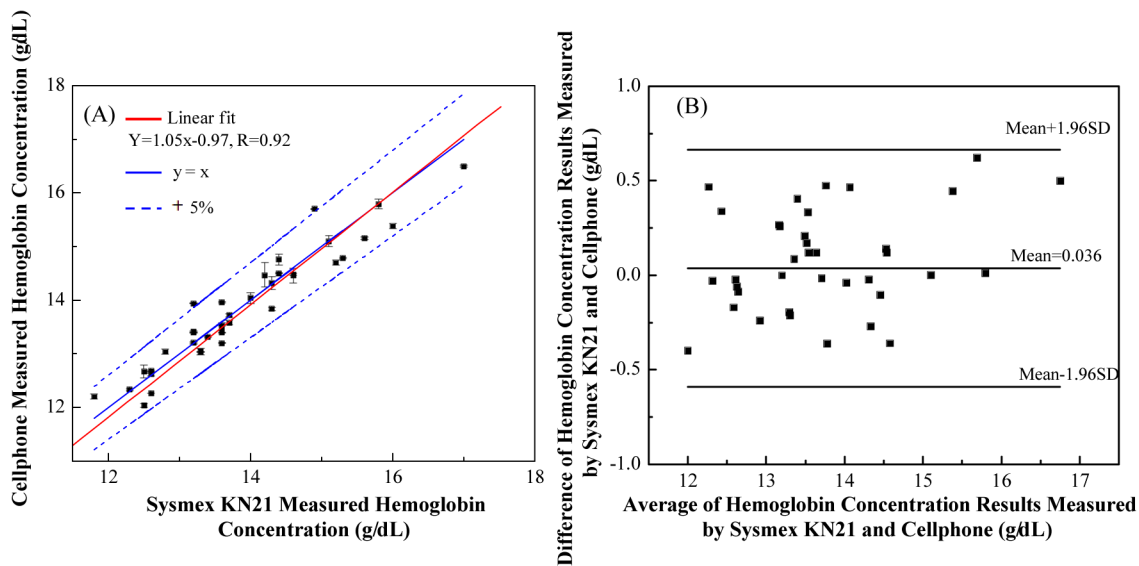 Cellphone Measured Hemoglobin Concentration (g/dL)
18
16
14
12
(A)
Linear fit
Y=1.05x-0.97, R=0.92
y = x
+ 5%
12
14
16
18
Sysmex KN21 Measured Hemoglobin
Concentration (g/dL)
Difference of Hemoglobin Concentration Results Measured
by Sysmex KN21 and Cellphone (g/dL)
1.0
0.5
0.0
-0.5
-1.0
(B)
Mean+1.96SD
Mean=0.036
Mean-1.96SD
12
13
14
15
16
17
Average of Hemoglobin Concentration Results Measured
by Sysmex KN21 and Cellphone (g/dL)